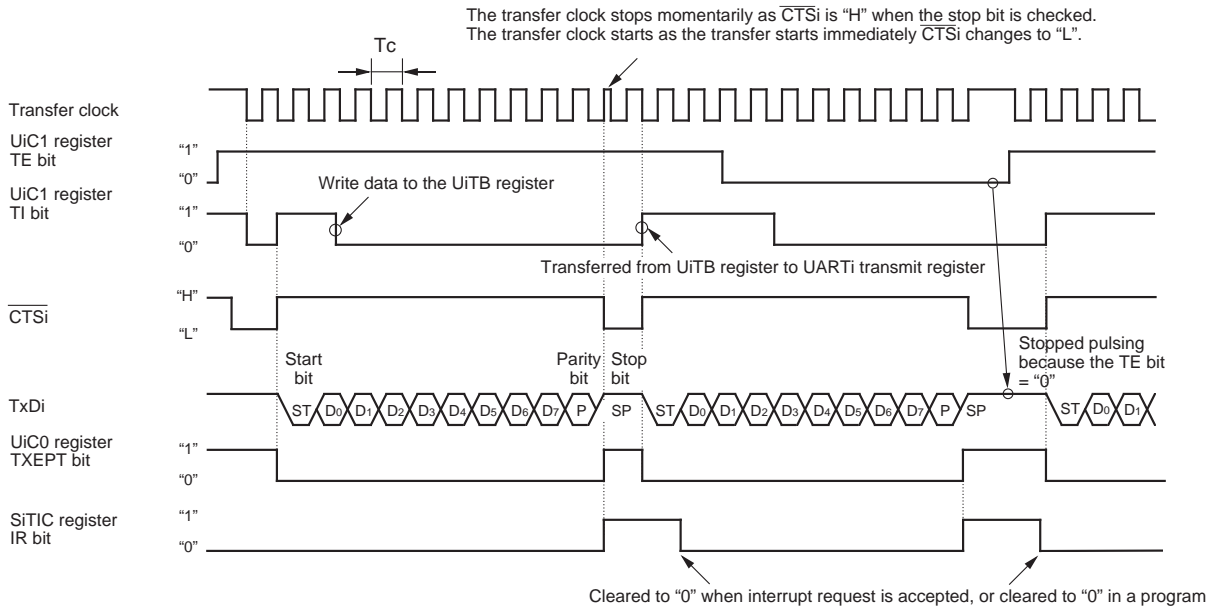 The transfer clock stops momentarily as CTSi is “H” when the stop bit is checked.
The transfer clock starts as the transfer starts immediately CTSi changes to “L”.
Tc
Transfer clock
UiC1 register
TE bit
“1”
“0”
Write data to the UiTB register
UiC1 register
TI bit
“1”
“0”
Transferred from UiTB register to UARTi transmit register
CTSi
“H”
“L”
Stopped pulsing
because the TE bit
= “0”
Start
bit
Parity
bit
Stop
bit
TxDi
ST D0 D1 D2 D3 D4 D5 D6 D7 P SP ST D0 D1 D2 D3 D4 D5 D6 D7 P SP ST D0 D1
UiC0 register
TXEPT bit
“1”
“0”
SiTIC register
IR bit
“1”
“0”
Cleared to “0” when interrupt request is accepted, or cleared to “0” in a program